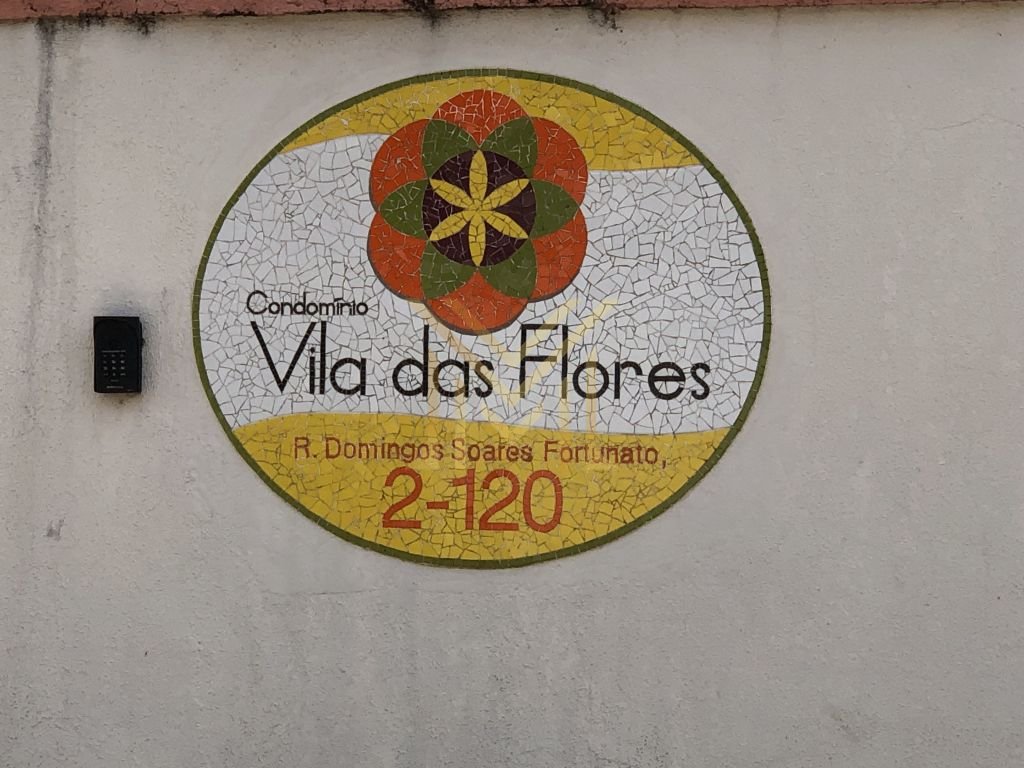 Condomínio
Vila das Flores
R. Domingos Soares Fortunato,
2-120